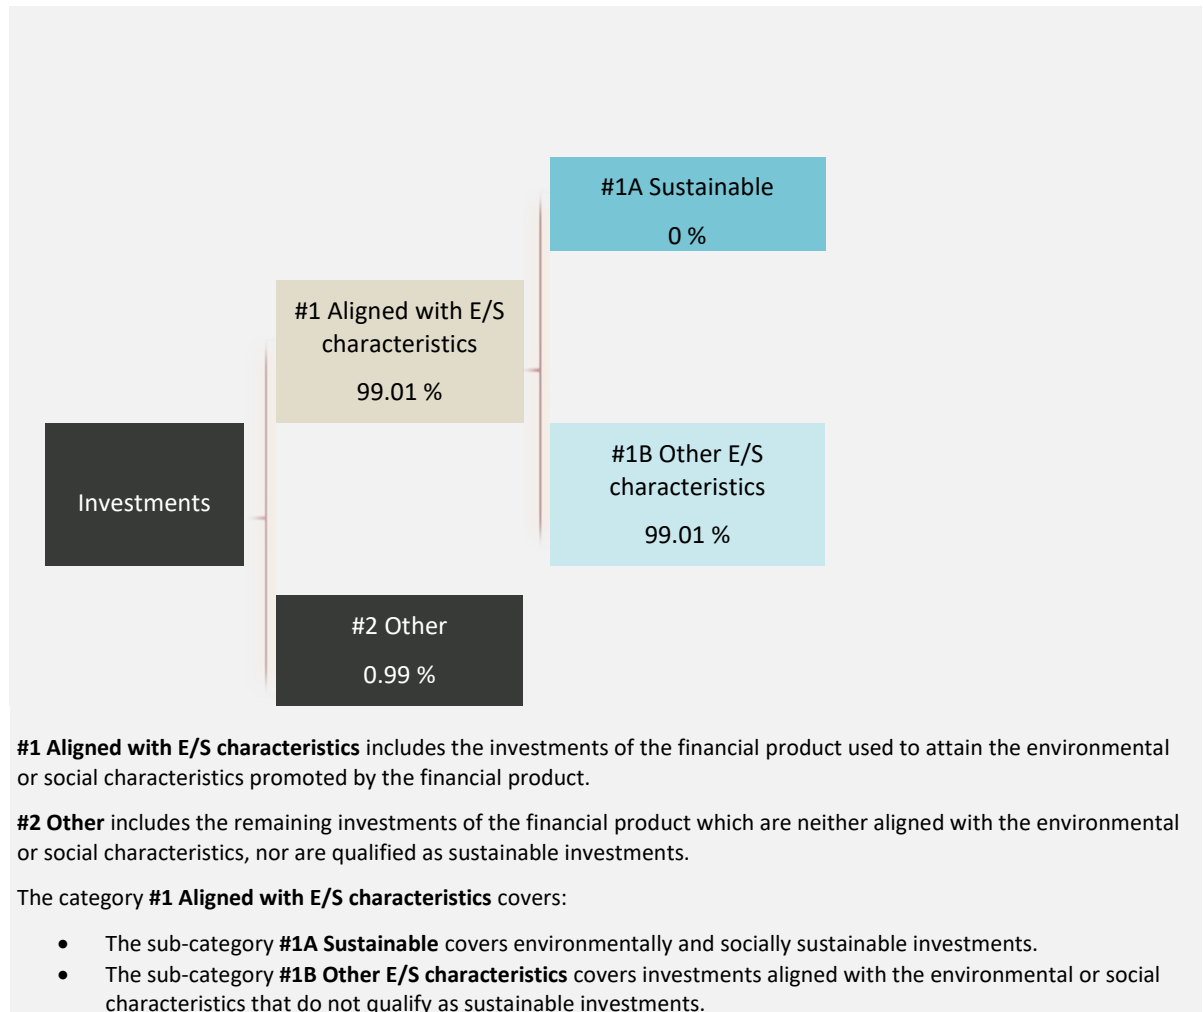 #1A Sustainable
0 %
#1 Aligned with E/S
characteristics
99.01 %
#1B Other E/S
characteristics
99.01 %
Investments
#2 Other
0.99 %
#1 Aligned with E/S characteristics includes the investments of the financial product used to attain the environmental
or social characteristics promoted by the financial product.
#2 Other includes the remaining investments of the financial product which are neither aligned with the environmental
or social characteristics, nor are qualified as sustainable investments.
The category #1 Aligned with E/S characteristics covers:
• The sub-category #1A Sustainable covers environmentally and socially sustainable investments.
• The sub-category #1B Other E/S characteristics covers investments aligned with the environmental or social
characteristics that do not qualify as sustainable investments.